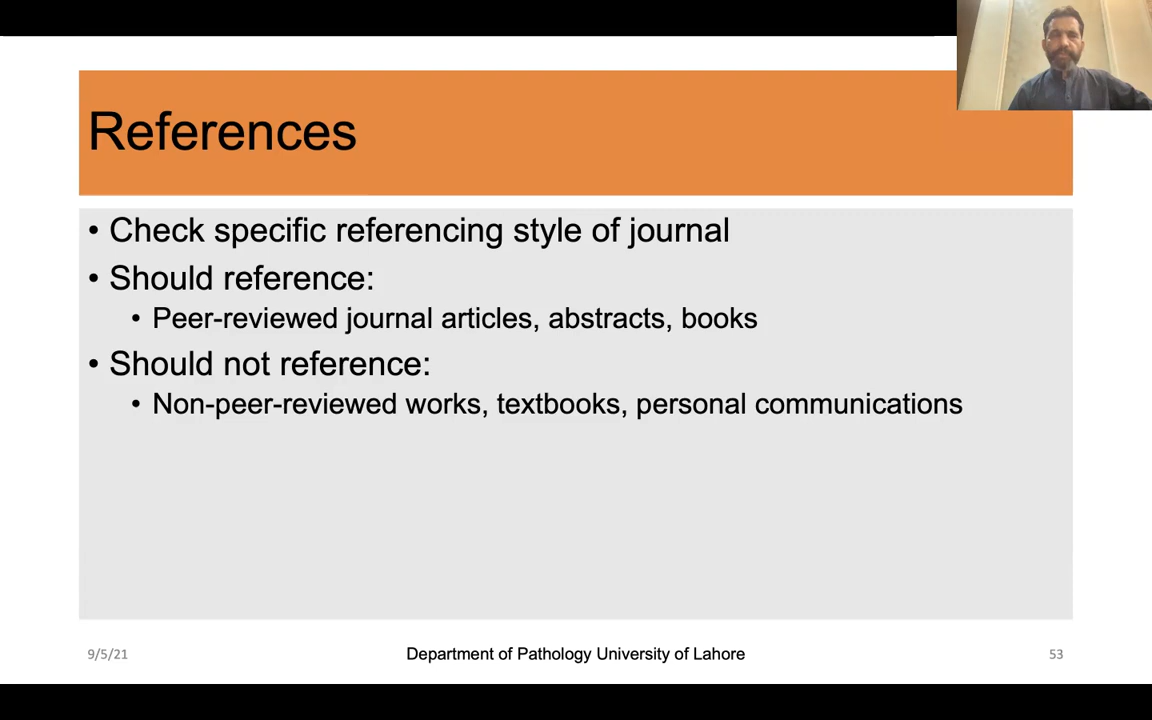 References
• Check specific referencing style of journal
• Should reference:
• Peer-reviewed journal articles, abstracts, books
• Should not reference:
• Non-peer-reviewed works, textbooks, personal communications
9/5/21
Department of Pathology University of Lahore
53